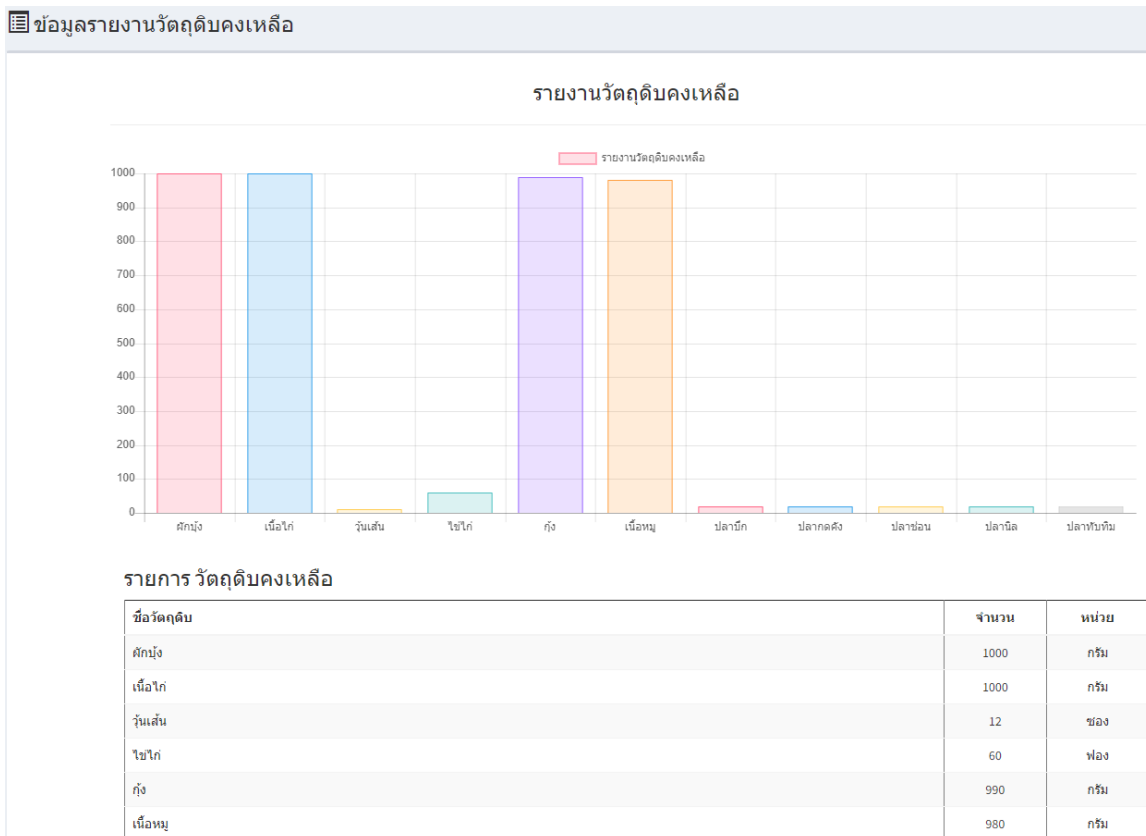 ข้อมูลรายงานวัตถุดิบคงเหลือ
รายงานวัตถุดิบคงเหลือ
รายงานวัตถุดิบคงเหลือ
1000
900
800
700
600
500
400
300
200
100
0
ผักบุ้ง เนื้อไก่ วุ้นเส้น ไข่ไก่ กุ้ง เนื้อหมู ปลาบึก ปลากดคัง ปลาช่อน ปลานิล ปลาทับทิม
รายการ วัตถุดิบคงเหลือ
ชื่อวัตถุดิบ จำนวน หน่วย
ผักบุ้ง 1000 กรัม
เนื้อไก่ 1000 กรัม
วุ้นเส้น 12 ซอง
ไข่ไก่ 60 ฟอง
กุ้ง 990 กรัม
เนื้อหมู 980 กรัม